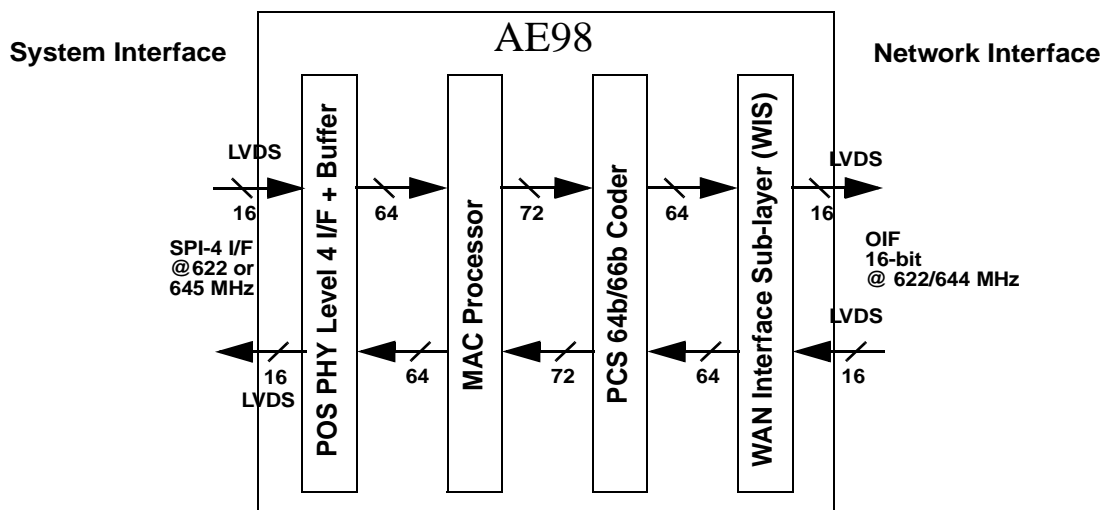 AE98
System Interface
Network Interface
POS PHY Level 4 I/F + Buffer
MAC Processor
PCS 64b/66b Coder
WAN Interface Sub-layer (WIS)
LVDS
16
64
72
64
LVDS
16
SPI-4 I/F
@622 or
645 MHz
OIF
16-bit
@ 622/644 MHz
16
LVDS
64
72
64
LVDS
16